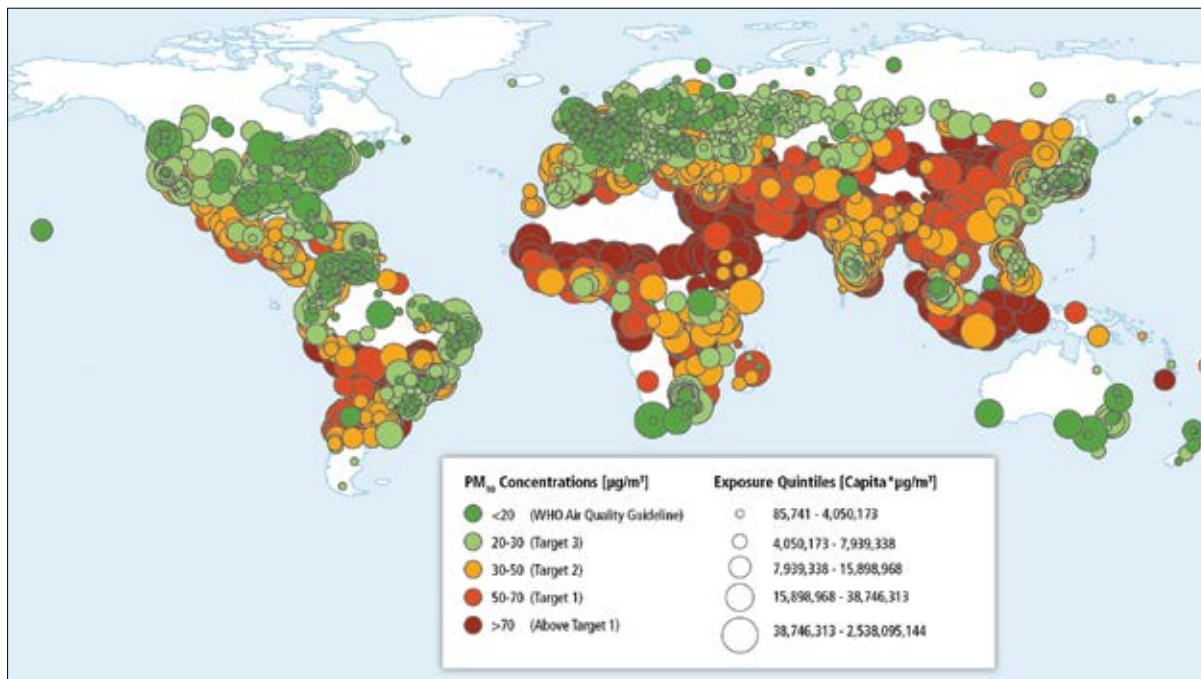 PM₁₀ Concentrations [µg/m³]
<20 (WHO Air Quality Guideline)
20-30 (Target 3)
30-50 (Target 2)
50-70 (Target 1)
>70 (Above Target 1)
Exposure Quintiles [Capita*µg/m³]
85,741 - 4,050,173
4,050,173 - 7,939,338
7,939,338 - 15,898,968
15,898,968 - 38,746,313
38,746,313 - 2,538,095,144